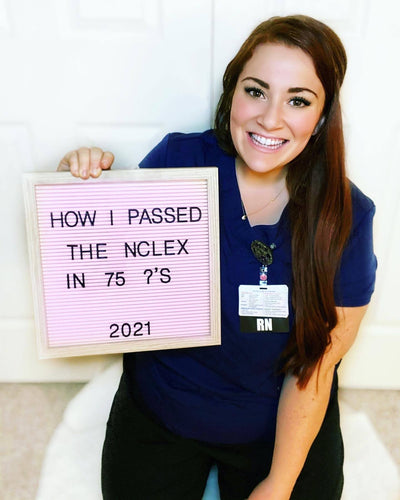 HOW I PASSED
THE NCLEX
IN 75 ?'S
2021
RN